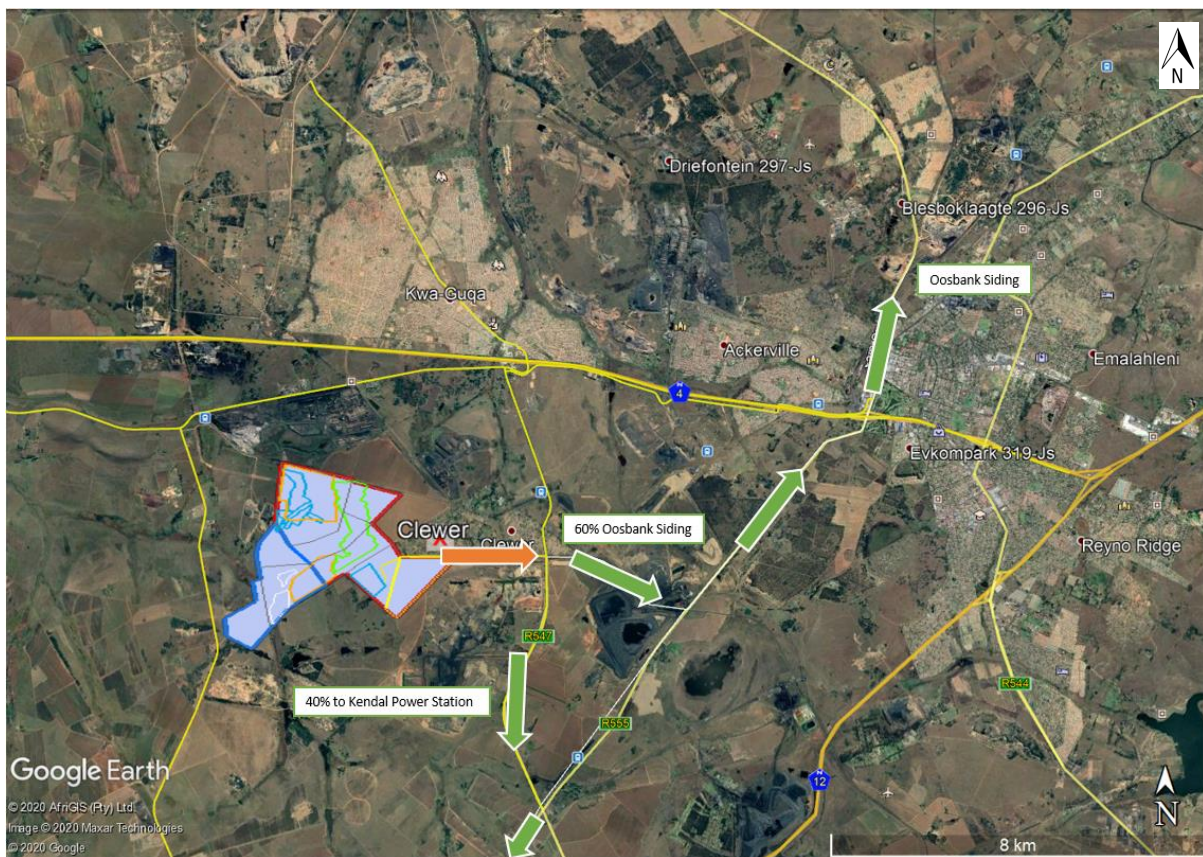 N
Driefontein 297-Js
Blesboklaagte 296-Js
Oosbank Siding
Kwa-Guqa
Ackerville
Emalahleni
N
4
Evkompark 319-Js
Clewer
Clewer
60% Oosbank Siding
Reyno Ridge
R547
40% to Kendal Power Station
R544
R555
Google Earth
N
12
N
© 2020 AfriGIS (Pty) Ltd.
Image © 2020 Maxar Technologies
© 2020 Google
8 km